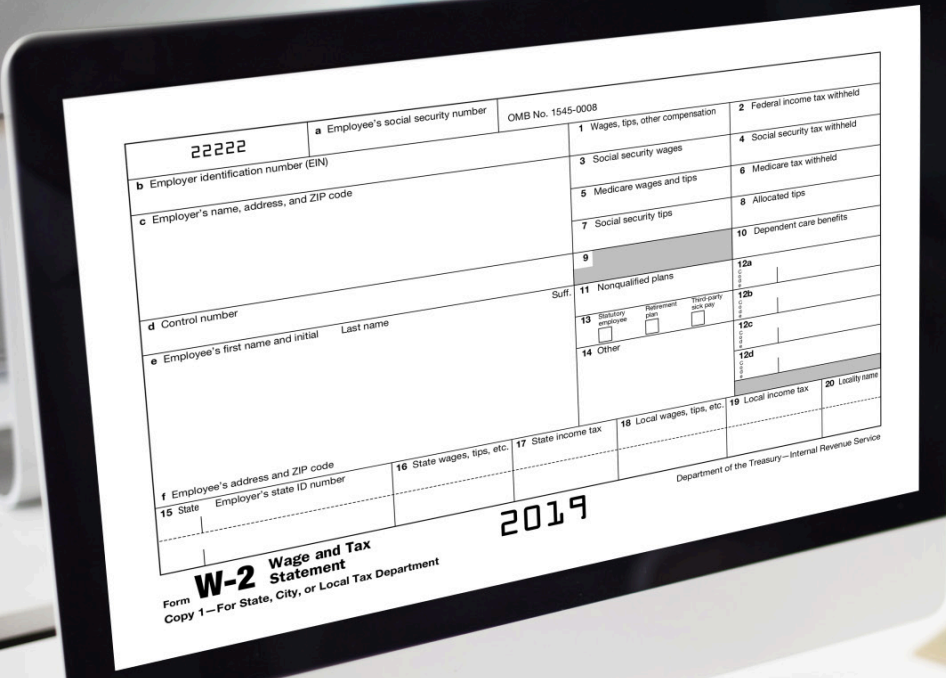 22222
a Employee's social security number
OMB No. 1545-0008
b Employer identification number (EIN)
1 Wages, tips, other compensation
2 Federal income tax withheld
c Employer's name, address, and ZIP code
3 Social security wages
4 Social security tax withheld
5 Medicare wages and tips
6 Medicare tax withheld
7 Social security tips
8 Allocated tips
d Control number
9
10 Dependent care benefits
e Employee's first name and initial
Last name
Suff.
11 Nonqualified plans
12a
Code
13
Statutory employee
Retirement plan
Third-party sick pay
12b
Code
14 Other
12c
Code
12d
Code
f Employee's address and ZIP code
15 State
Employer's state ID number
16 State wages, tips, etc.
17 State income tax
18 Local wages, tips, etc.
19 Local income tax
20 Locality name
Form W-2 Wage and Tax Statement
2019
Department of the Treasury—Internal Revenue Service
Copy 1—For State, City, or Local Tax Department